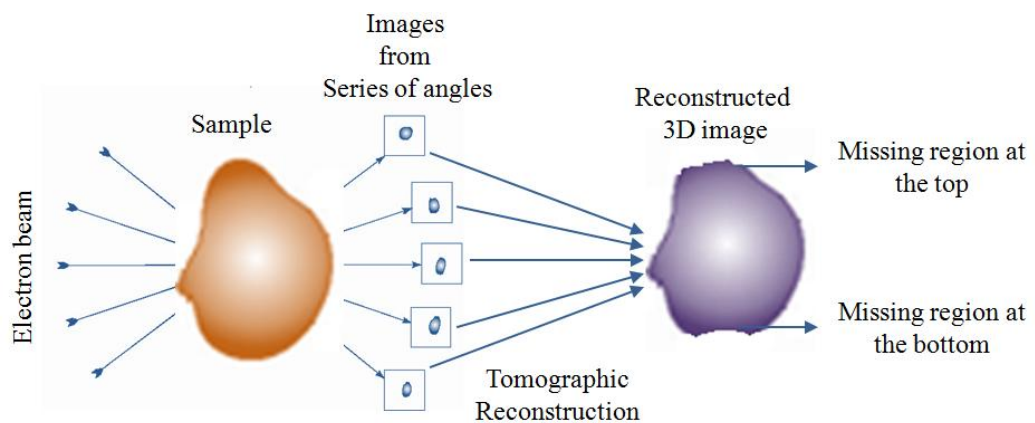 Images
from
Series of angles
Sample
Reconstructed
3D image
Missing region at
the top
Electron beam
Missing region at
the bottom
Tomographic
Reconstruction